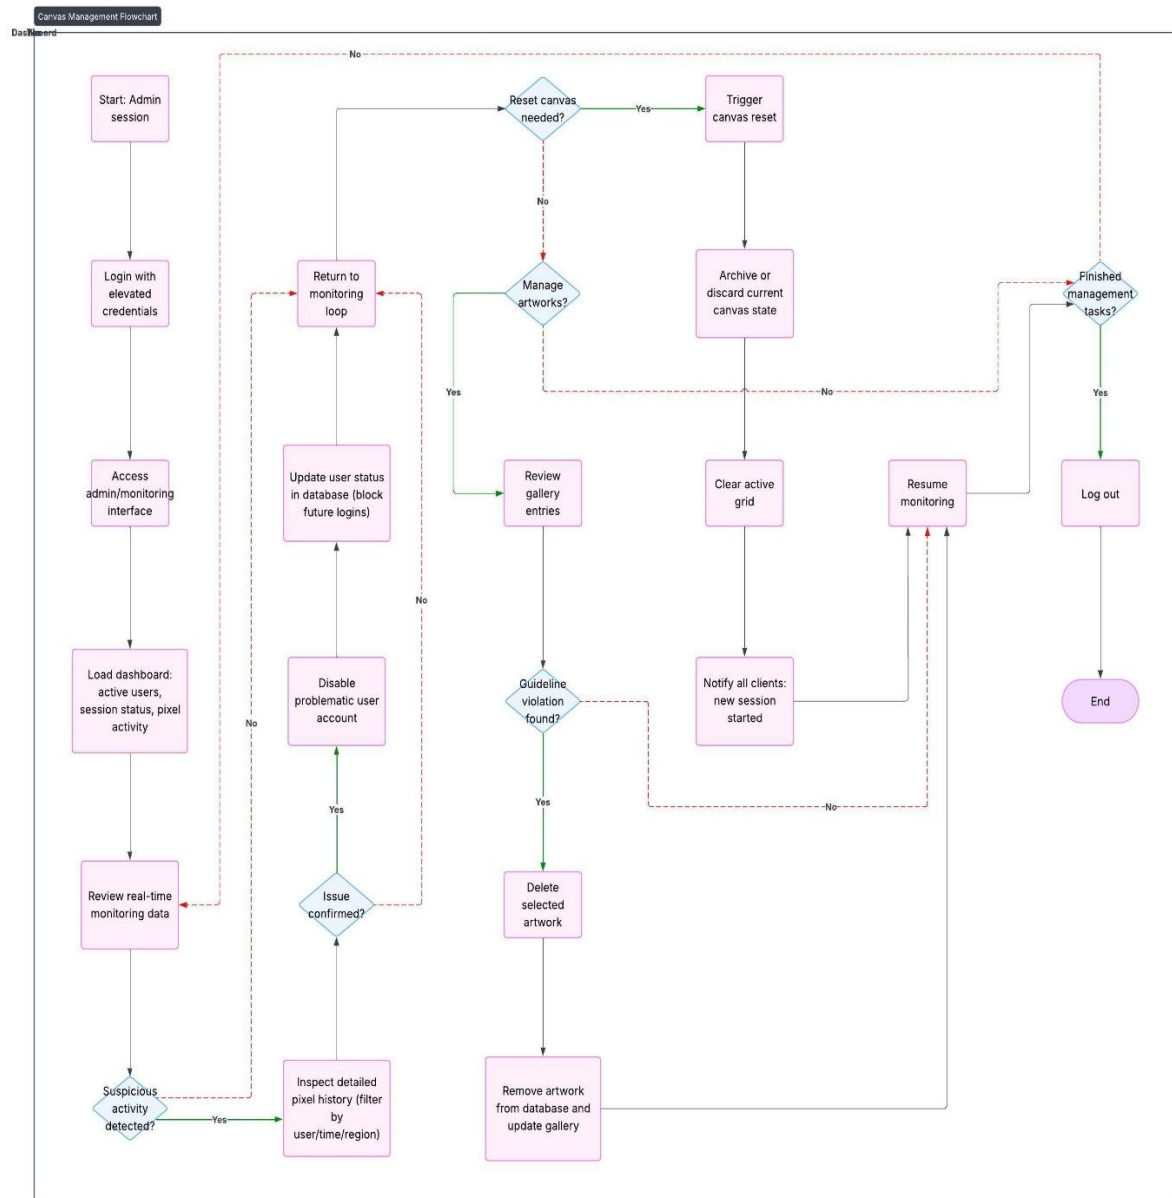 Canvas Management Flowchart
No
Start: Admin
session
Reset canvas
needed?
Yes
Trigger
canvas reset
No
Login with
elevated
credentials
Return to
monitoring
loop
Manage
artworks?
Archive or
discard current
canvas state
Finished
management
tasks?
Yes
No
Yes
Access
admin/monitoring
interface
Update user status
in database (block
future logins)
Review
gallery
entries
Clear active
grid
Resume
monitoring
Log out
No
Load dashboard:
active users,
session status, pixel
activity
Disable
problematic user
account
Guideline
violation
found?
Notify all clients:
new session
started
End
No
Yes
Yes
No
Review real-time
monitoring data
Issue
confirmed?
Delete
selected
artwork
Suspicious
activity
detected?
Yes
Inspect detailed
pixel history (filter
by
user/time/region)
Remove artwork
from database and
update gallery